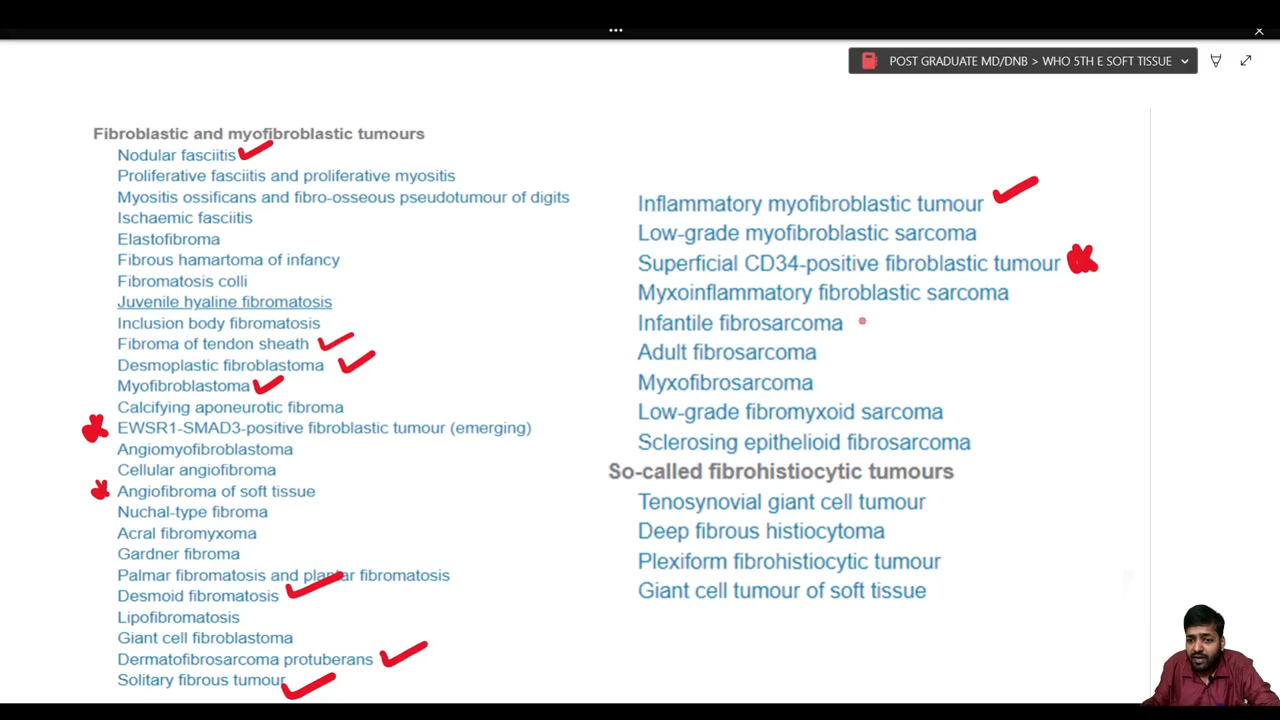 POST GRADUATE MD/DNB > WHO 5TH E SOFT TISSUE
Fibroblastic and myofibroblastic tumours
Nodular fasciitis
Proliferative fasciitis and proliferative myositis
Myositis ossificans and fibro-osseous pseudotumour of digits
Ischaemic fasciitis
Elastofibroma
Fibrous hamartoma of infancy
Fibromatosis colli
Juvenile hyaline fibromatosis
Inclusion body fibromatosis
Fibroma of tendon sheath
Desmoplastic fibroblastoma
Myofibroblastoma
Calcifying aponeurotic fibroma
EWSR1-SMAD3-positive fibroblastic tumour (emerging)
Angiomyofibroblastoma
Cellular angiofibroma
Angiofibroma of soft tissue
Nuchal-type fibroma
Acral fibromyxoma
Gardner fibroma
Palmar fibromatosis and plantar fibromatosis
Desmoid fibromatosis
Lipofibromatosis
Giant cell fibroblastoma
Dermatofibrosarcoma protuberans
Solitary fibrous tumour
Inflammatory myofibroblastic tumour
Low-grade myofibroblastic sarcoma
Superficial CD34-positive fibroblastic tumour
Myxoinflammatory fibroblastic sarcoma
Infantile fibrosarcoma
Adult fibrosarcoma
Myxofibrosarcoma
Low-grade fibromyxoid sarcoma
Sclerosing epithelioid fibrosarcoma
So-called fibrohistiocytic tumours
Tenosynovial giant cell tumour
Deep fibrous histiocytoma
Plexiform fibrohistiocytic tumour
Giant cell tumour of soft tissue